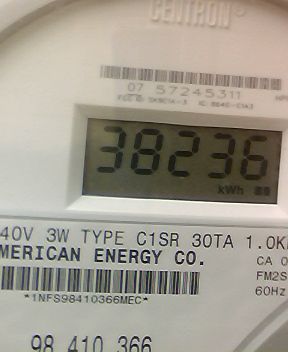 CENTRON®
07 57245311
38236
kWh
40V 3W TYPE C1SR 30TA 1.0K
MERICAN ENERGY CO.
CA 0
FM2S
60Hz
*1NFS98410366MEC*
98 410 366